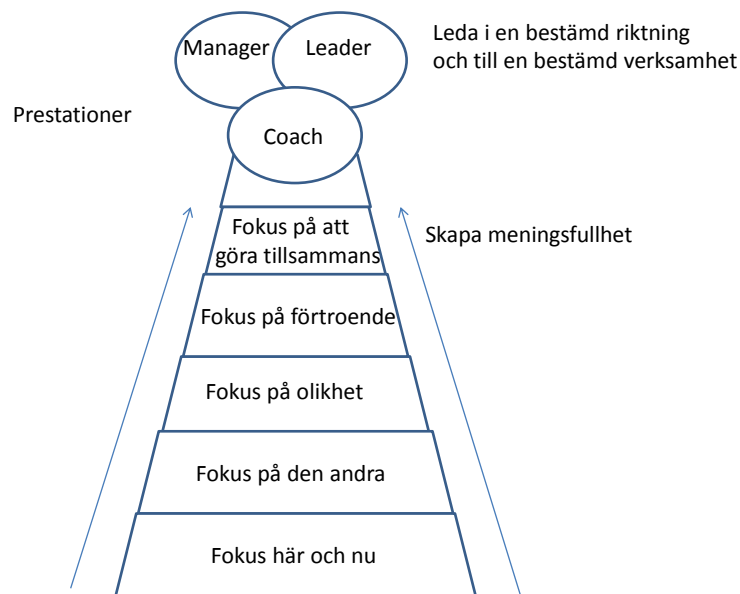 Manager
Leader
Leda i en bestämd riktning
och till en bestämd verksamhet
Prestationer
Coach
Fokus på att
göra tillsammans
Skapa meningsfullhet
Fokus på förtroende
Fokus på olikhet
Fokus på den andra
Fokus här och nu